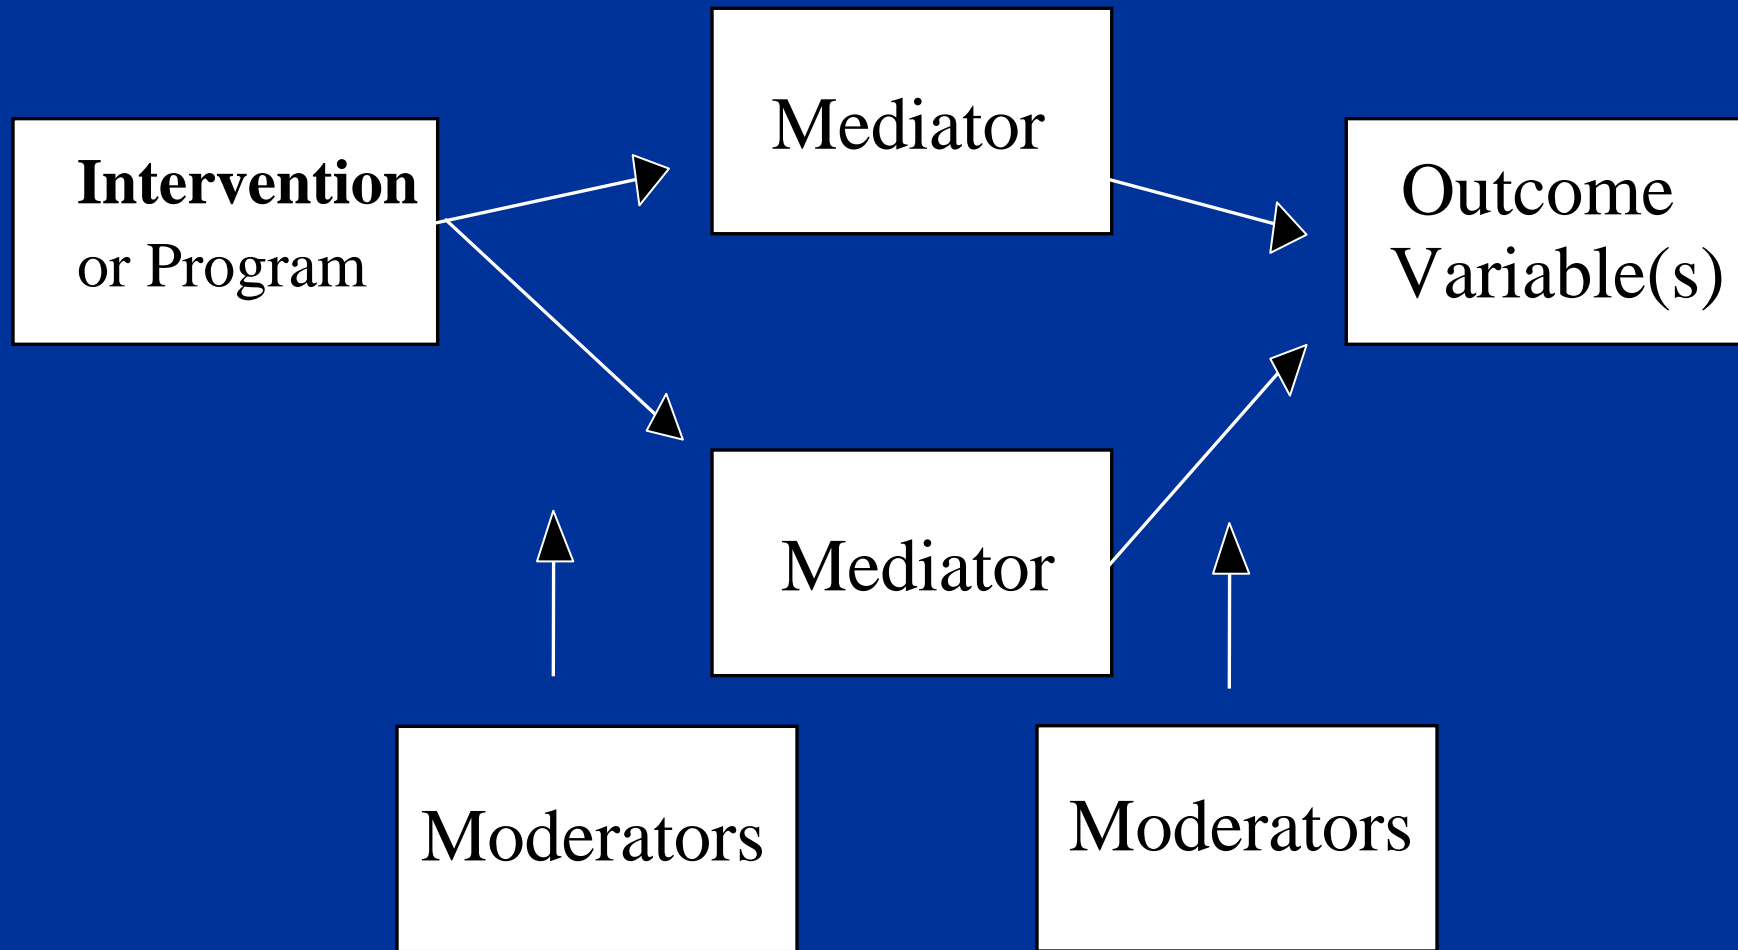 Mediator
Intervention
or Program
Outcome
Variable(s)
Mediator
Moderators
Moderators